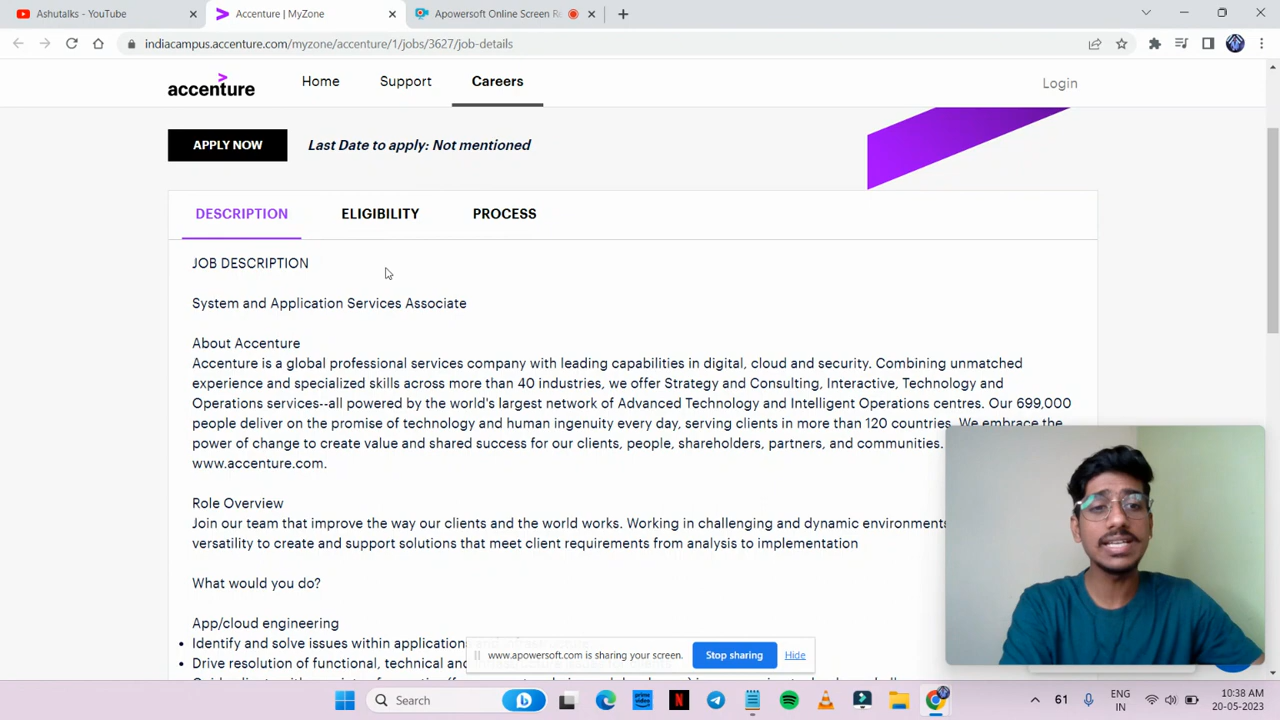 Ashutalks - YouTube
Accenture | MyZone
Apowersoft Online Screen Re
indiacampus.accenture.com/myzone/accenture/1/jobs/3627/job-details
accenture
Home
Support
Careers
Login
APPLY NOW
Last Date to apply: Not mentioned
DESCRIPTION
ELIGIBILITY
PROCESS
JOB DESCRIPTION
System and Application Services Associate
About Accenture
Accenture is a global professional services company with leading capabilities in digital, cloud and security. Combining unmatched
experience and specialized skills across more than 40 industries, we offer Strategy and Consulting, Interactive, Technology and
Operations services--all powered by the world's largest network of Advanced Technology and Intelligent Operations centres. Our 699,000
people deliver on the promise of technology and human ingenuity every day, serving clients in more than 120 countries. We embrace the
power of change to create value and shared success for our clients, people, shareholders, partners, and communities.
www.accenture.com.
Role Overview
Join our team that improve the way our clients and the world works. Working in challenging and dynamic environments
versatility to create and support solutions that meet client requirements from analysis to implementation
What would you do?
App/cloud engineering
• Identify and solve issues within application
• Drive resolution of functional, technical and
www.apowersoft.com is sharing your screen.
Stop sharing
Hide
Search
prime video
N
61
ENG
IN
10:38 AM
20-05-2023